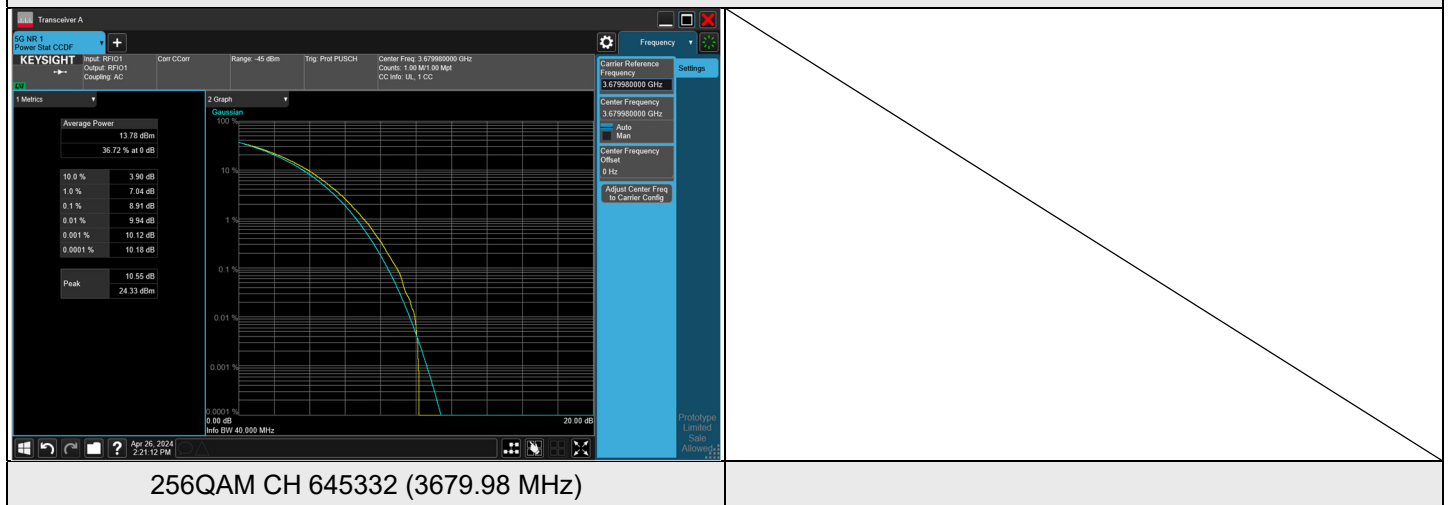 Transceiver A
5G NR 1
Power Stat CCDF
Frequency
KEYSIGHT
Input: RFIO1
Output: RFIO1
Coupling: AC
Corr CCorr
Range: -45 dBm
Trig: Prot PUSCH
Center Freq: 3.679980000 GHz
Counts: 1.00 M/1.00 Mpt
CC Info: UL, 1 CC
Carrier Reference
Frequency
3.679980000 GHz
Settings
1 Metrics
2 Graph
Center Frequency
3.679980000 GHz
Auto
Man
Center Frequency
Offset
0 Hz
Adjust Center Freq
to Carrier Config
Average Power
13.78 dBm
36.72 % at 0 dB
10.0 % 3.90 dB
1.0 % 7.04 dB
0.1 % 8.91 dB
0.01 % 9.94 dB
0.001 % 10.12 dB
0.0001 % 10.18 dB
Peak
10.55 dB
24.33 dBm
Gaussian
100 %
10 %
1 %
0.1 %
0.01 %
0.001 %
0.0001 %
0.00 dB
20.00 dB
Info BW 40.000 MHz
Prototype
Limited
Sale
Allowed
?
Apr 26, 2024
2:21:12 PM
256QAM CH 645332 (3679.98 MHz)